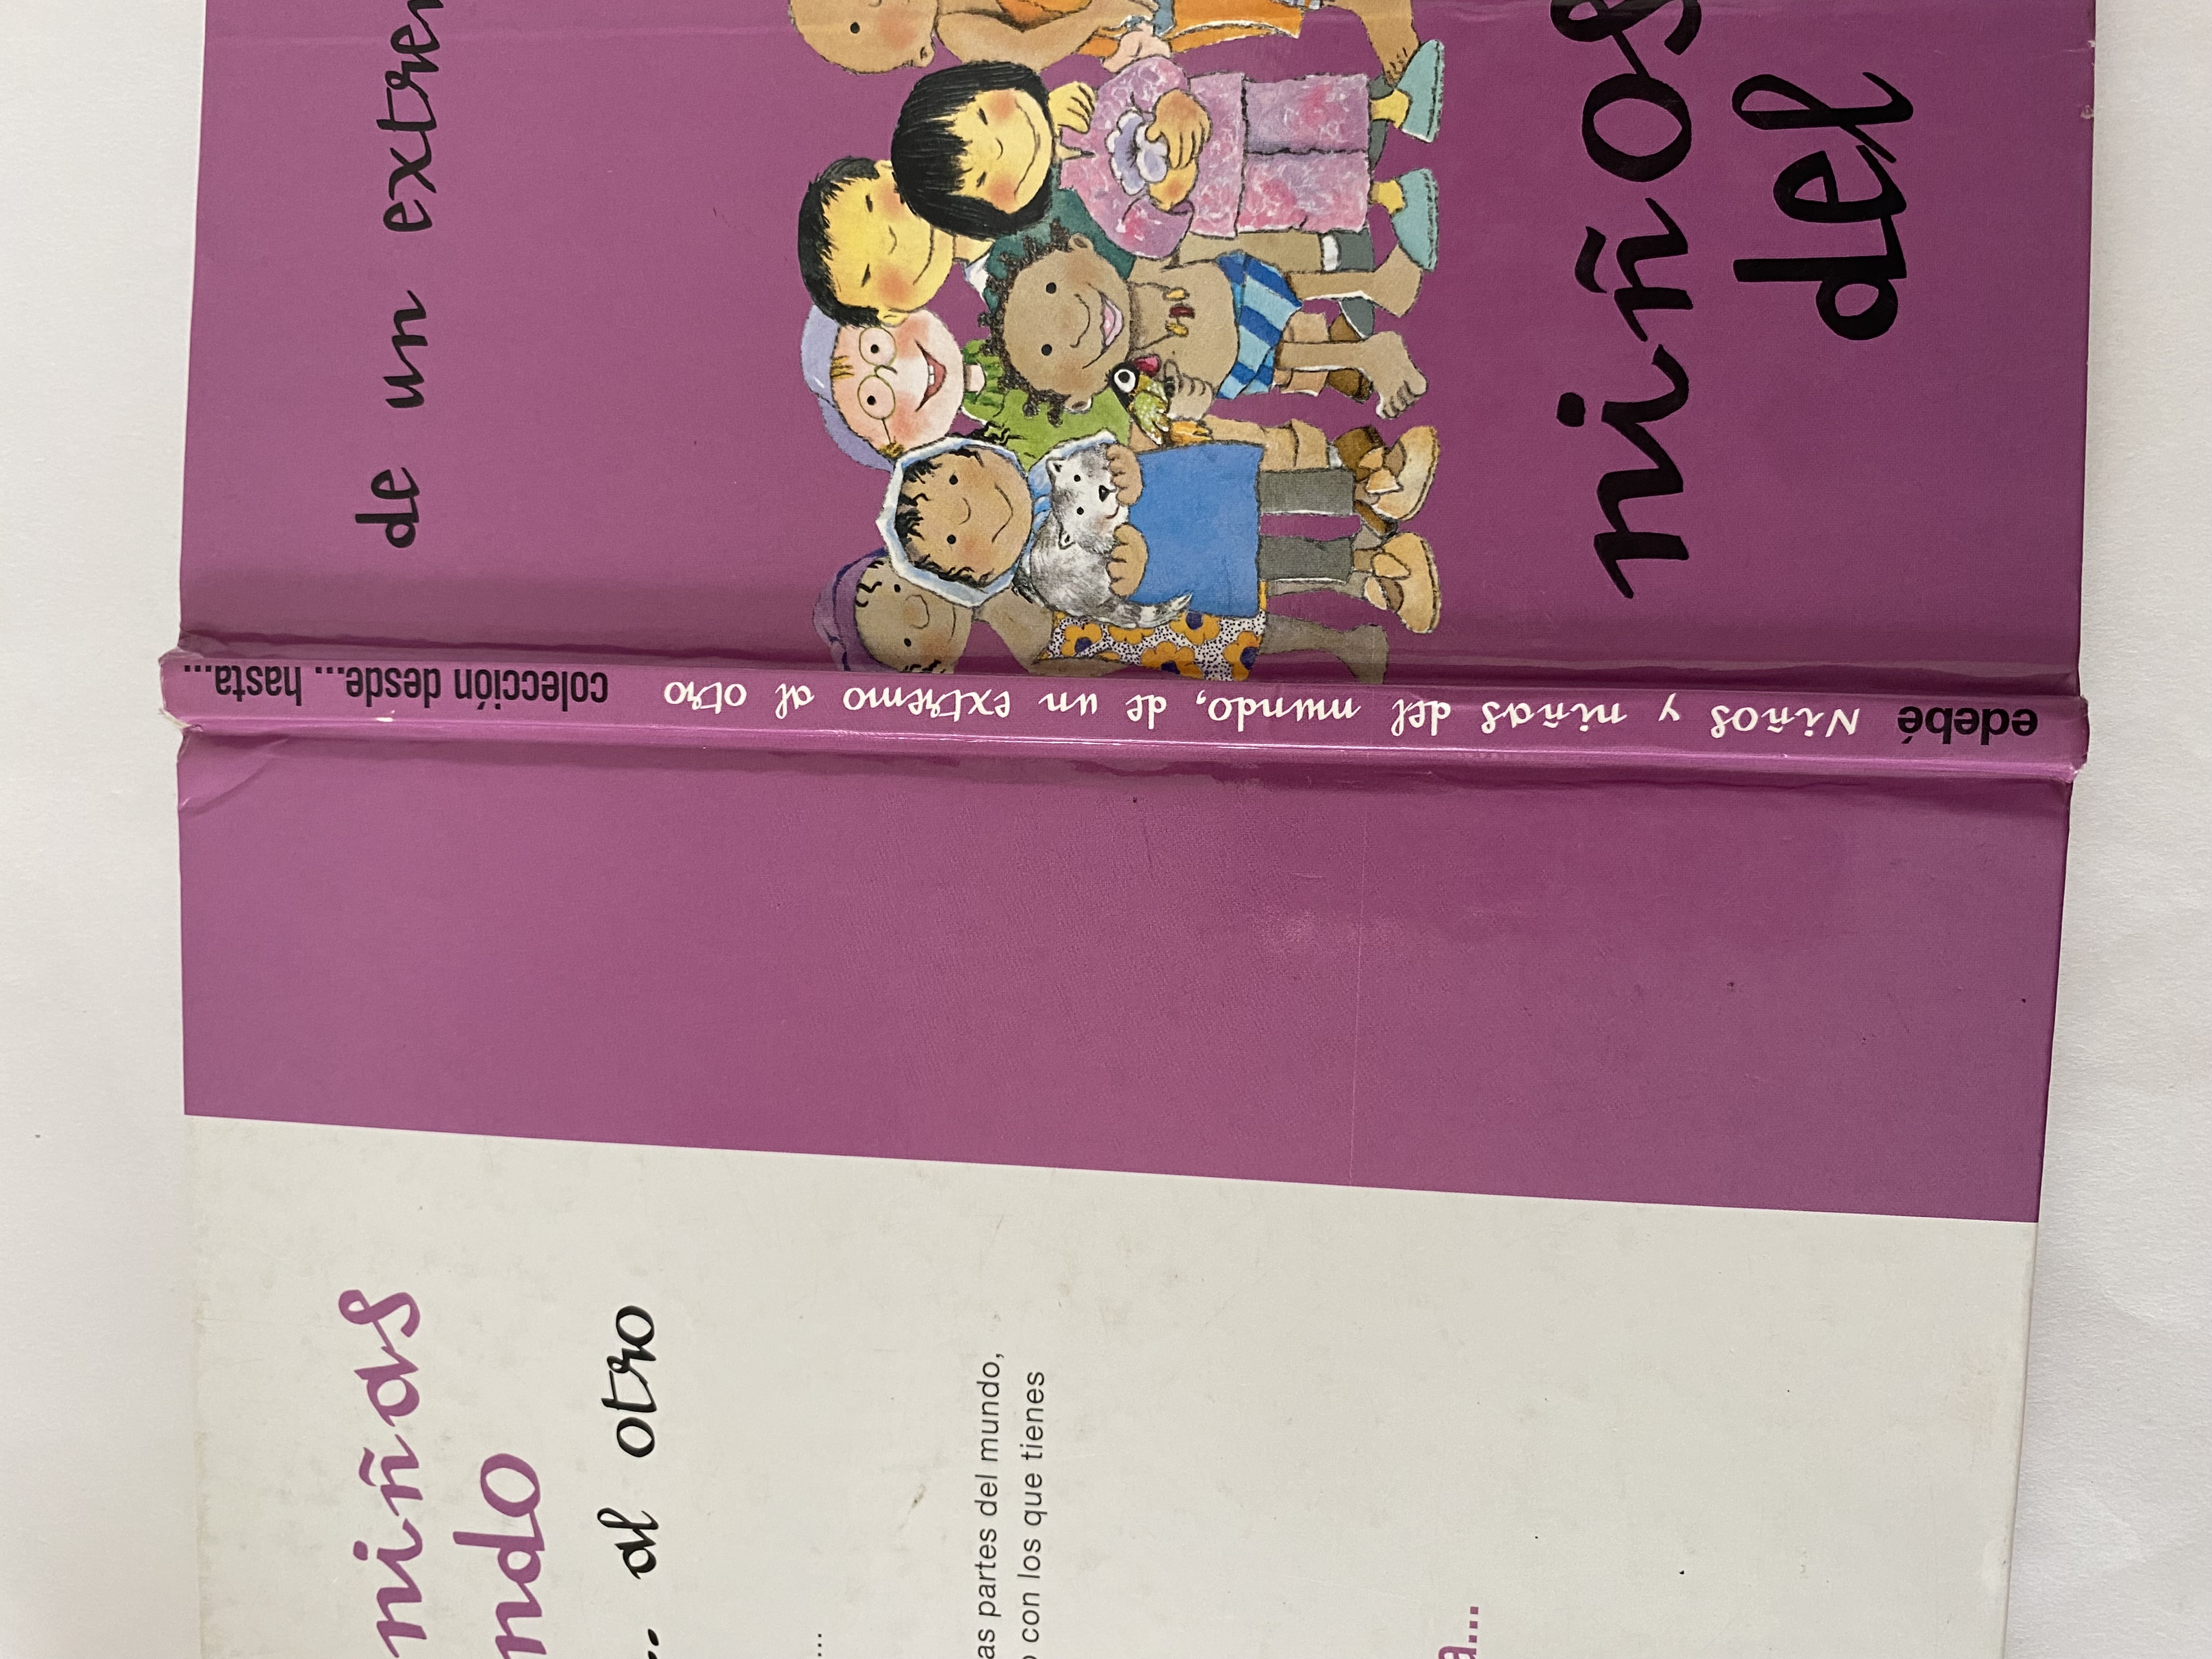 niñas
ndo
... al otro
...
as partes del mundo,
con los que tienes
a...
edebé Niños y niñas del mundo, de un extremo al otro colección desde... hasta...
de un extrem
niños
del